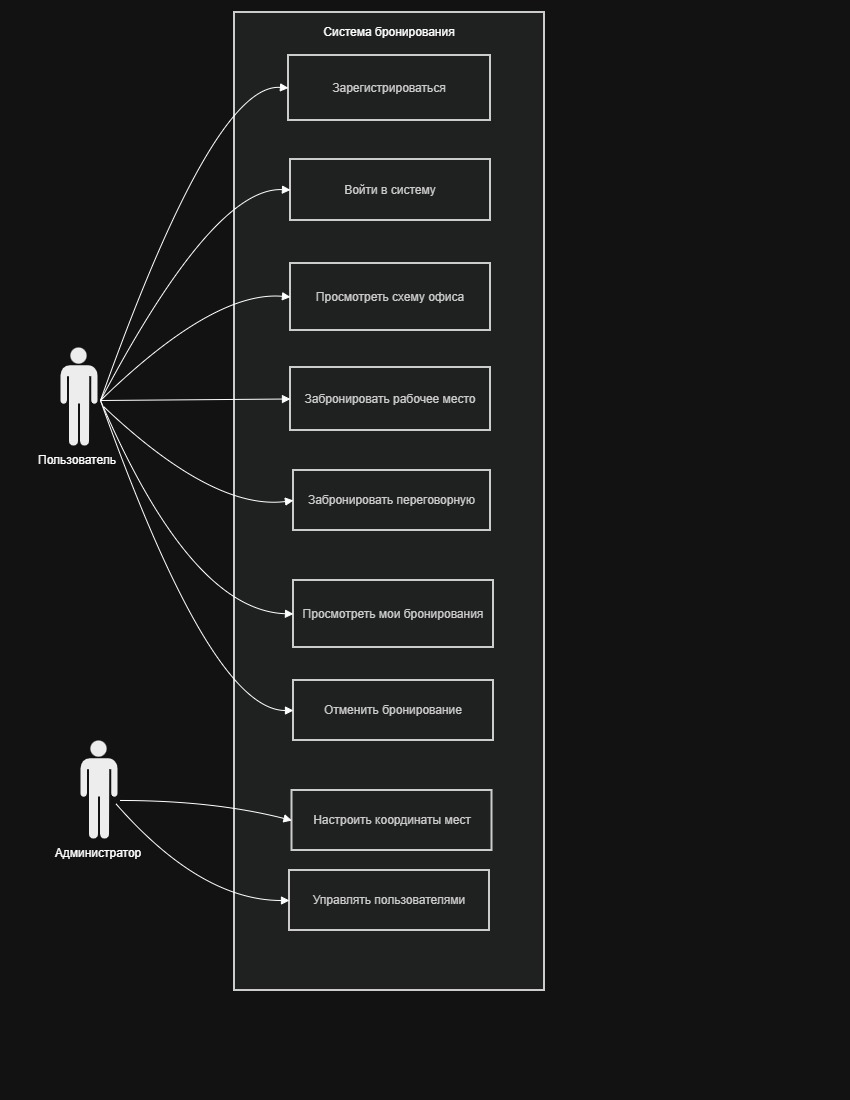 Система бронирования
Зарегистрироваться
Войти в систему
Просмотреть схему офиса
Забронировать рабочее место
Пользователь
Забронировать переговорную
Просмотреть мои бронирования
Отменить бронирование
Настроить координаты мест
Администратор
Управлять пользователями